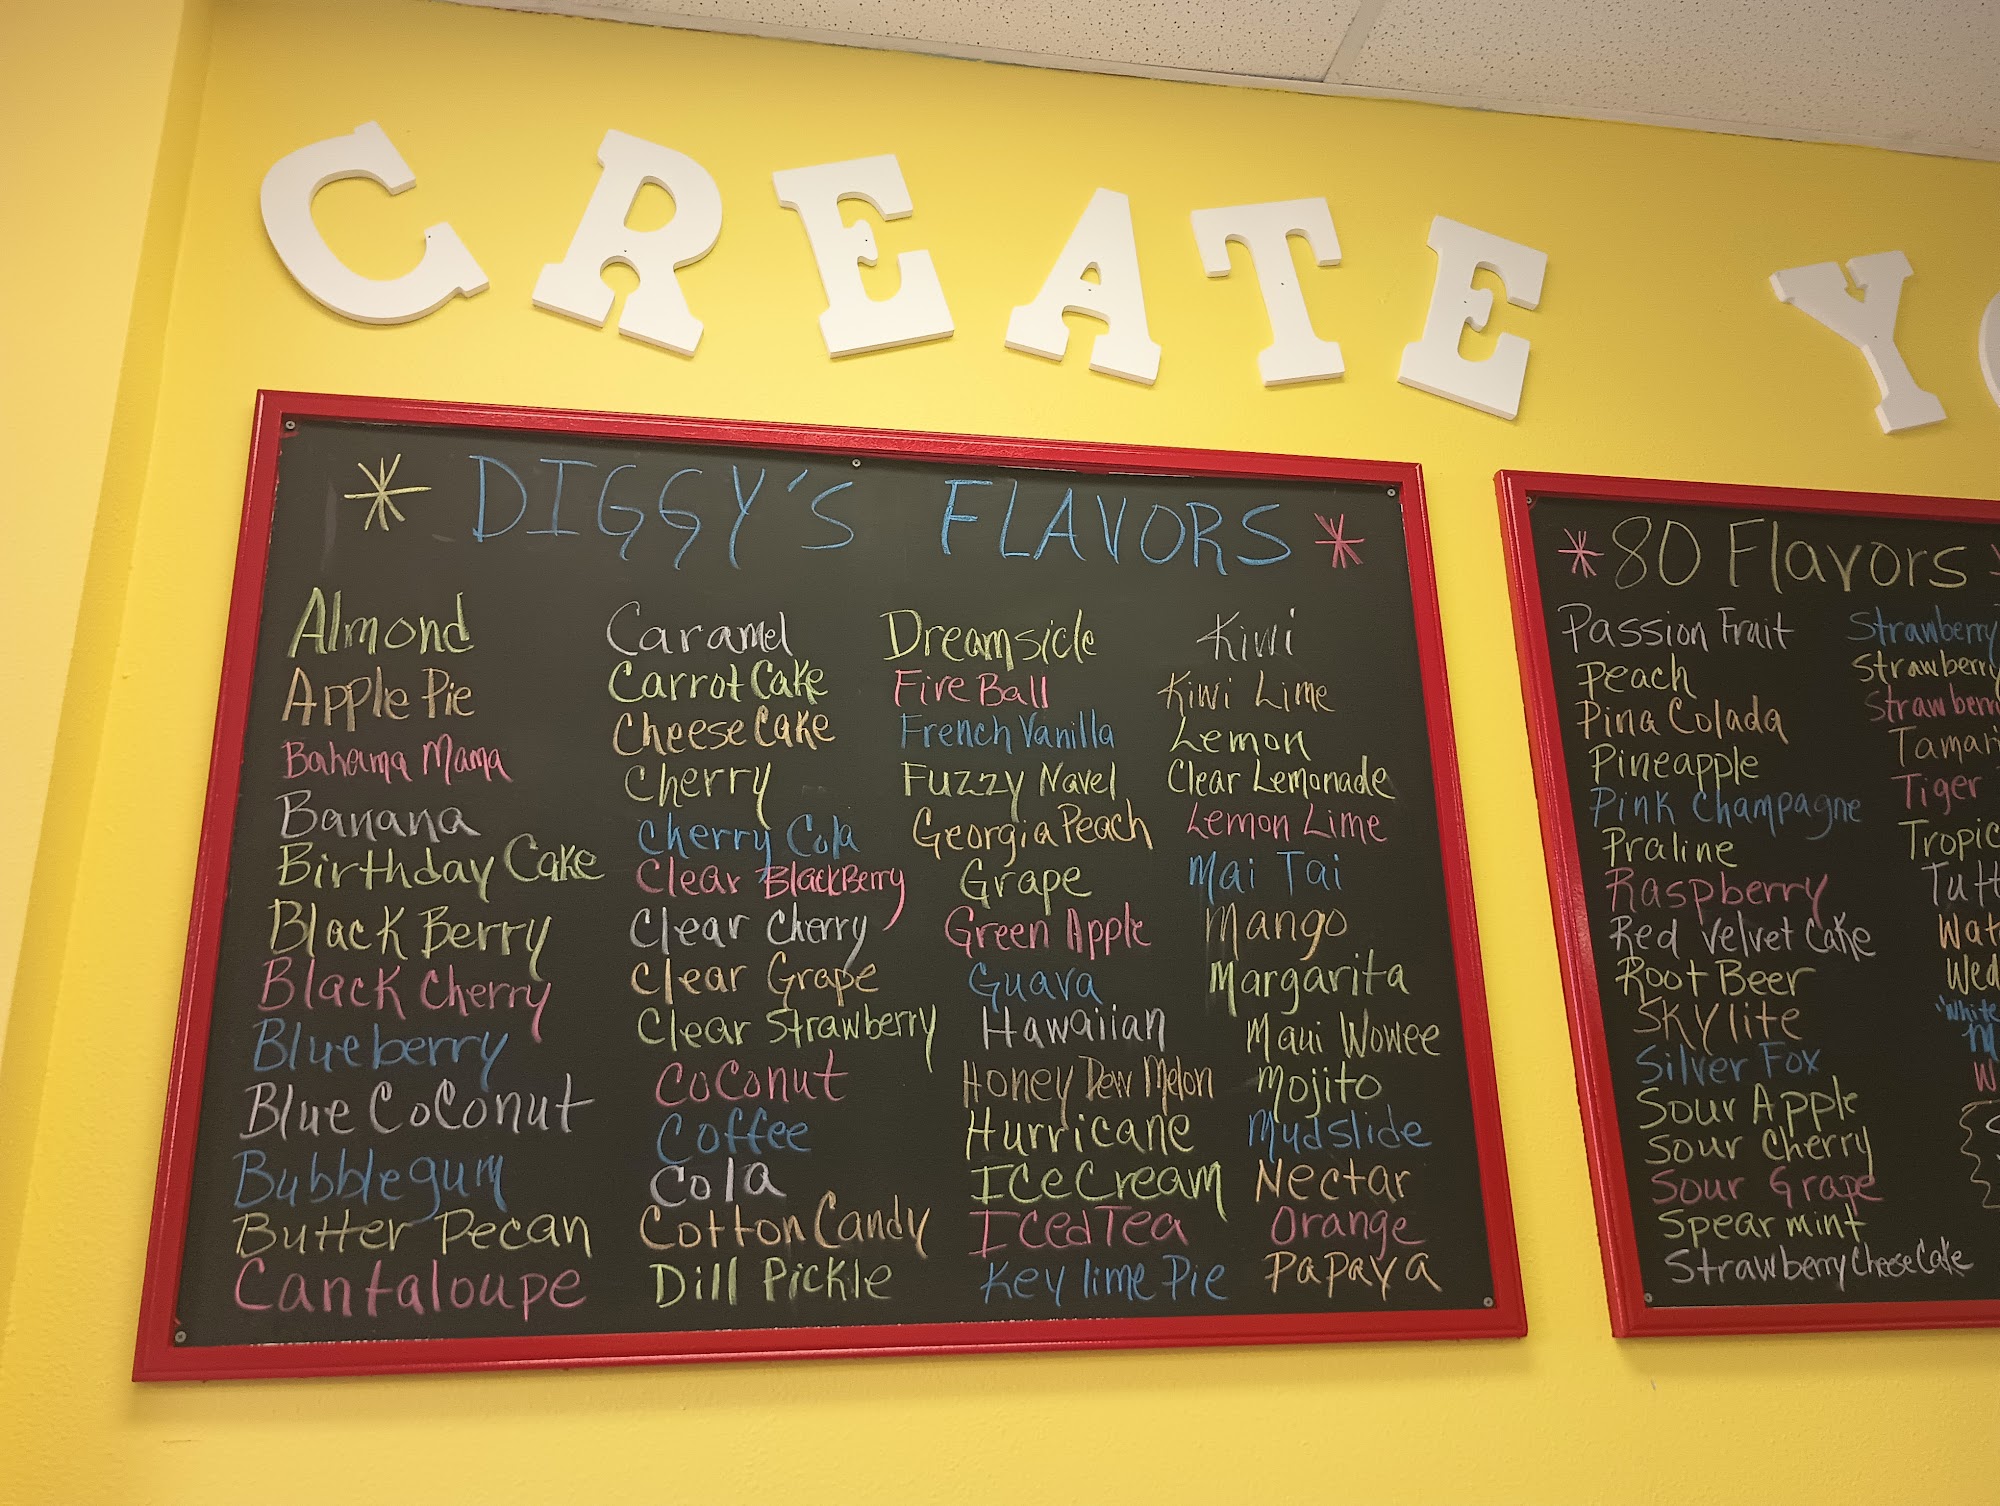 CREATE
DIGGY'S FLAVORS
Almond
Apple Pie
Bahama Mama
Banana
Birthday Cake
Black Berry
Black Cherry
Blueberry
Blue Coconut
Bubblegum
Butter Pecan
Cantaloupe
Caramel
Carrot Cake
Cheese Cake
Cherry
Cherry Cola
Clear BlackBerry
Clear Cherry
Clear Grape
Clear Strawberry
Coconut
Coffee
Cola
Cotton Candy
Dill Pickle
Dreamsicle
Fire Ball
French Vanilla
Fuzzy Navel
Georgia Peach
Grape
Green Apple
Guava
Hawaiian
Honey Dew Melon
Hurricane
Ice Cream
Iced Tea
Key lime Pie
Kiwi
Kiwi Lime
Lemon
Clear Lemonade
Lemon Lime
Mai Tai
Mango
Margarita
Maui Wowee
Mojito
Mudslide
Nectar
Orange
Papaya
80 Flavors
Passion Fruit
Peach
Pina Colada
Pineapple
Pink Champagne
Praline
Raspberry
Red Velvet Cake
Root Beer
Skylite
Silver Fox
Sour Apple
Sour Cherry
Sour Grape
Spearmint
Strawberry Cheese Cake
Strawberry
Strawberry
Tiger